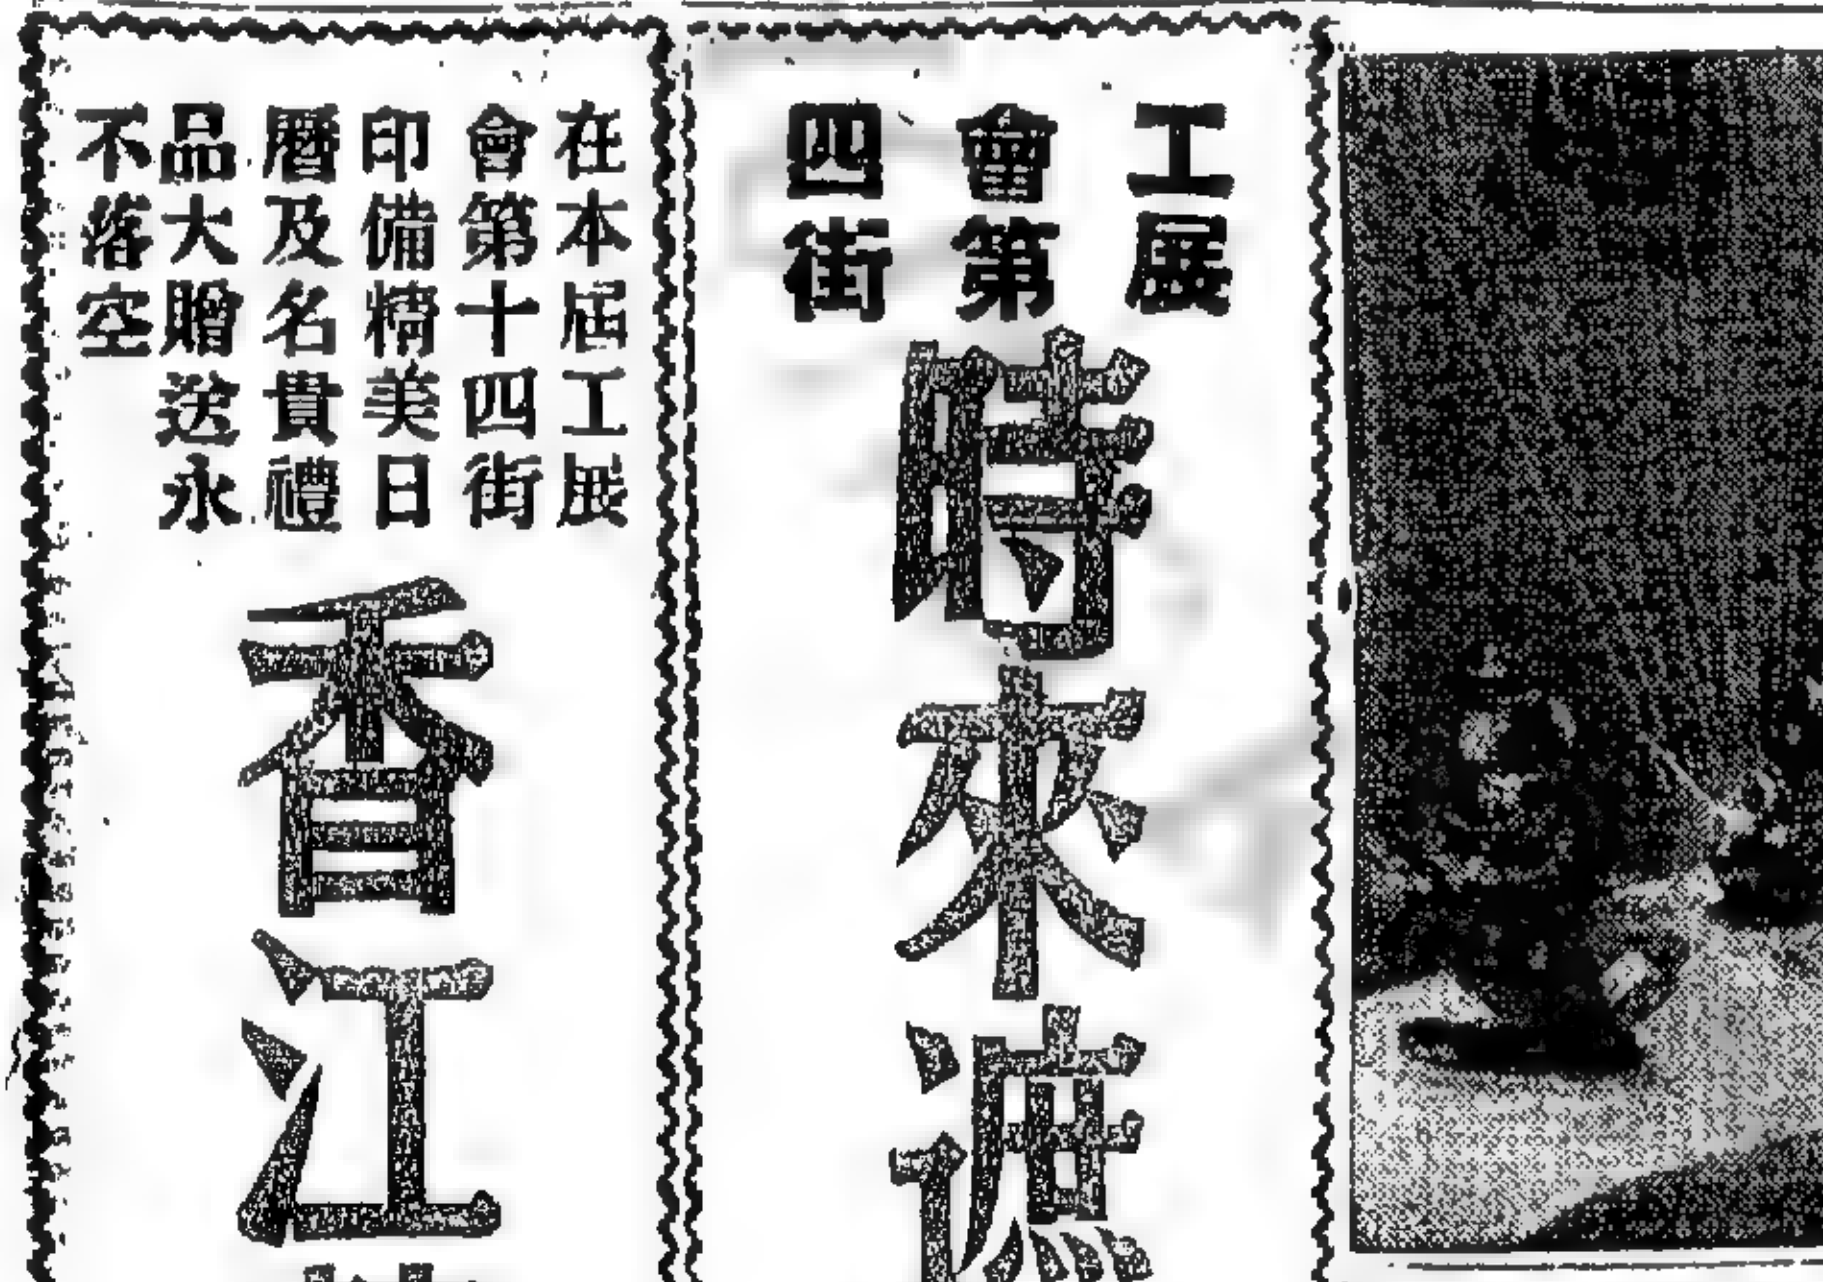 工展
會第
四街
時來遮
在本屆工展
會第十四街
印備精美日
曆及名貴禮
品大贈送永
不落空
香江